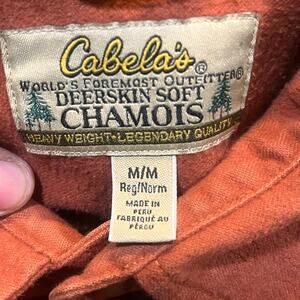 Cabela's®
WORLD'S FOREMOST OUTFITTER®
DEERSKIN SOFT
CHAMOIS
HEAVY WEIGHT·LEGENDARY QUALITY
M/M
Reg/Norm
MADE IN
PERU
FABRIQUÉ AU
PÉROU